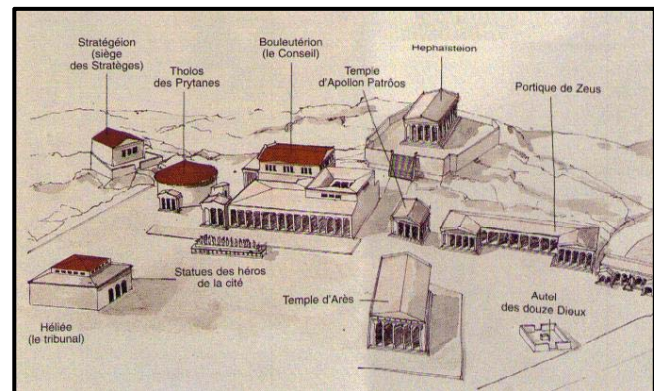 Stratégéion
(siège
des Stratèges)
Tholos
des Prytanes
Bouleutérion
(le Conseil)
Temple
d'Apollon Patrôos
Héphaïstéion
Portique de Zeus
Statues des héros
de la cité
Héliée
(le tribunal)
Temple d'Arès
Autel
des douze Dieux